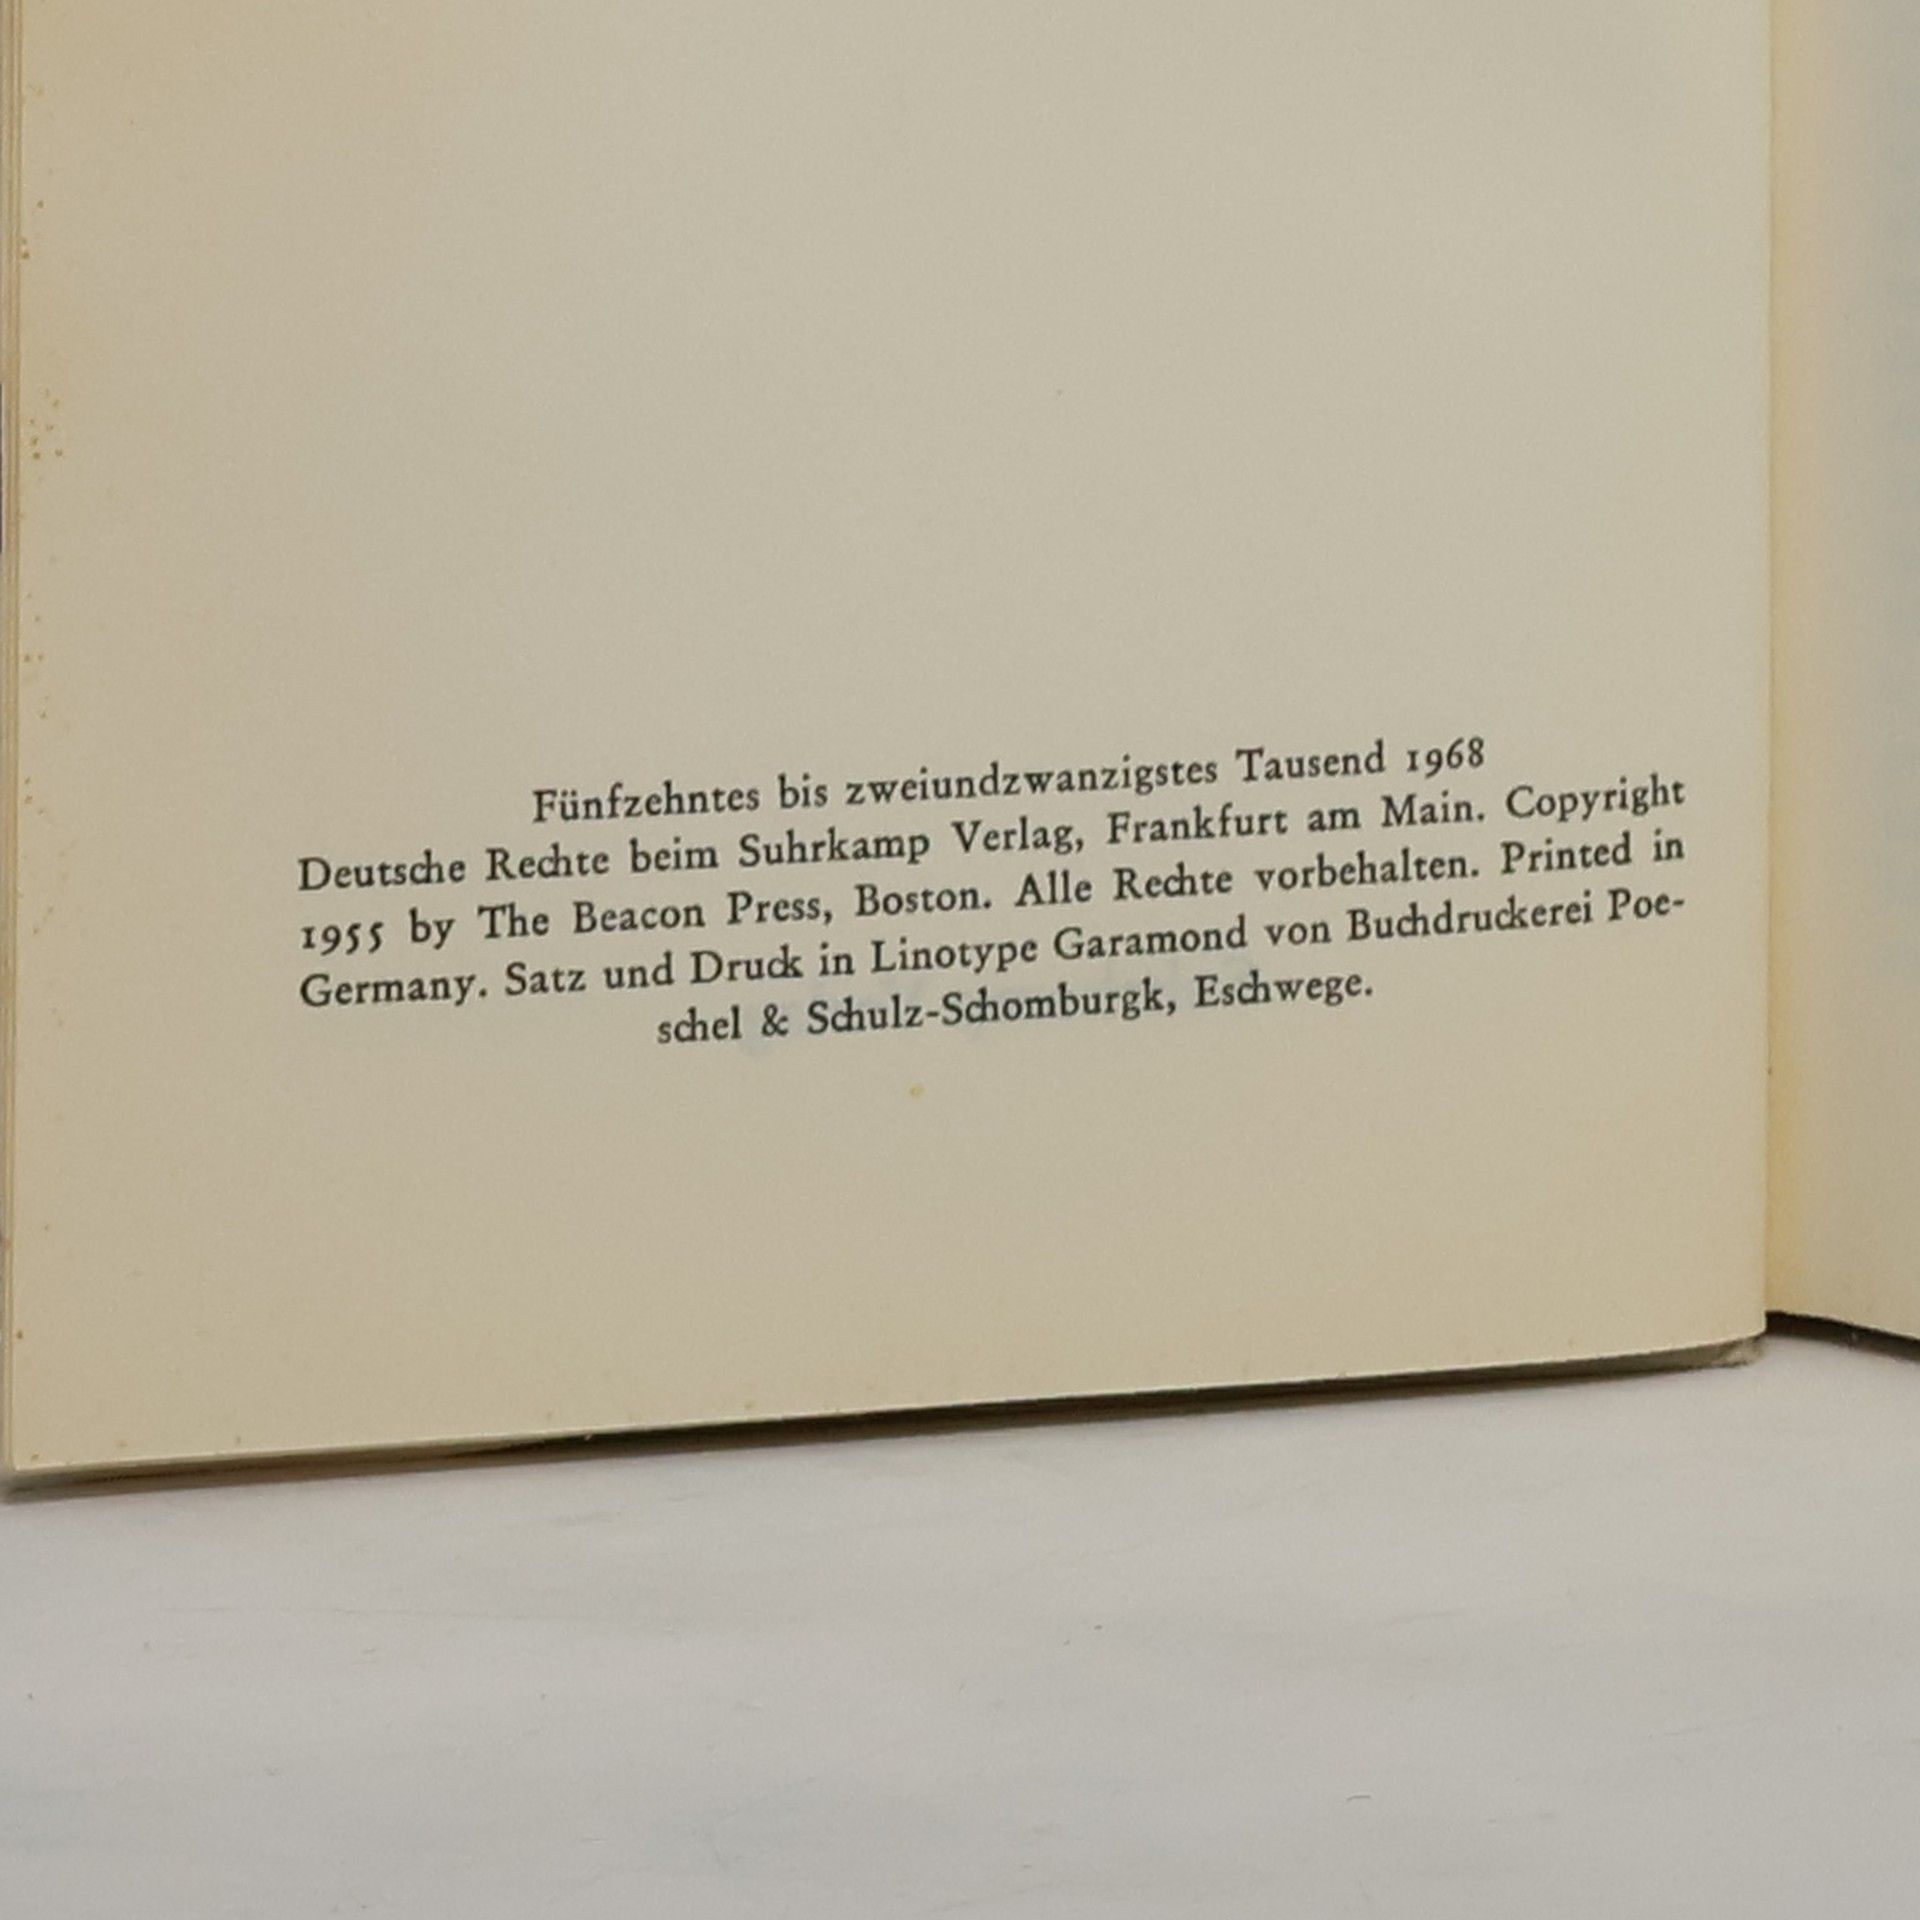 Fünfzehntes bis zweiundzwanzigstes Tausend 1968
Deutsche Rechte beim Suhrkamp Verlag, Frankfurt am Main. Copyright
1955 by The Beacon Press, Boston. Alle Rechte vorbehalten. Printed in
Germany. Satz und Druck in Linotype Garamond von Buchdruckerei Poe-
schel & Schulz-Schomburgk, Eschwege.